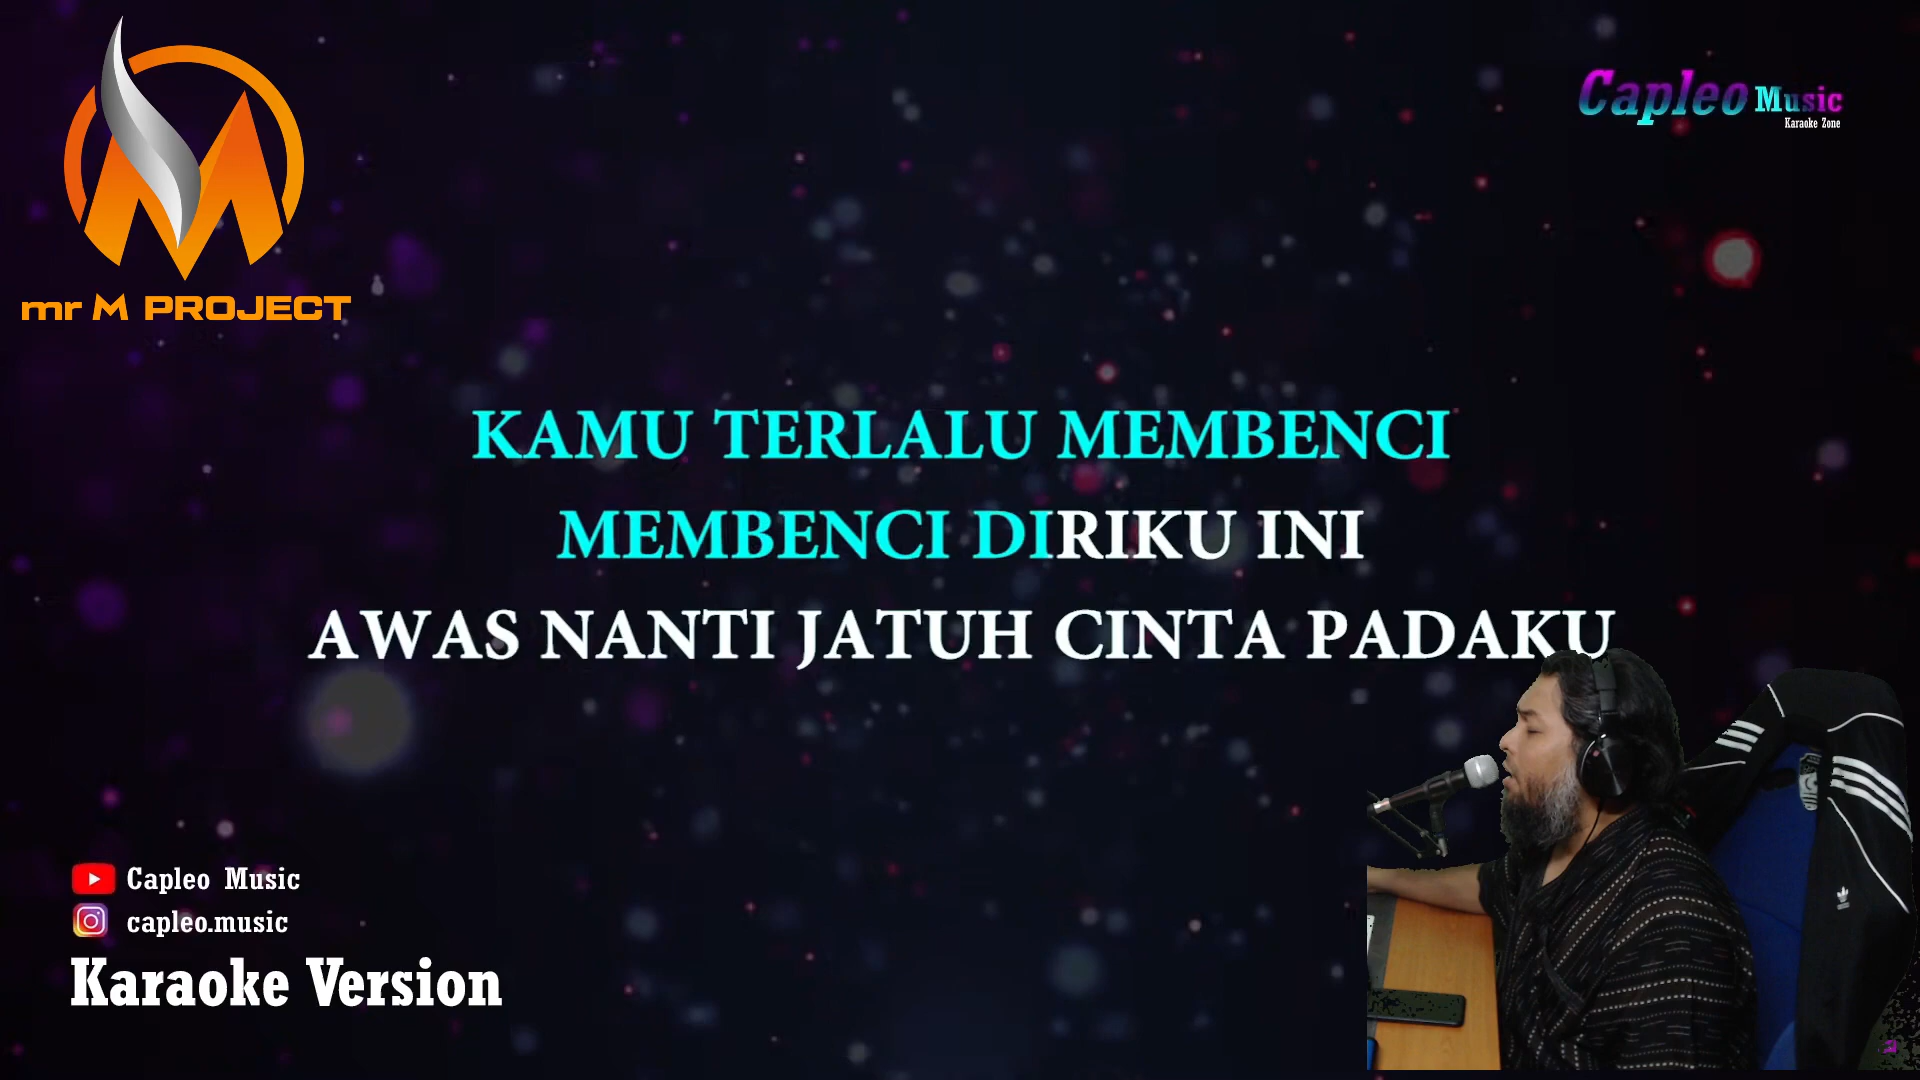 mr M PROJECT
Capleo Music
Karaoke Zone
KAMU TERLALU MEMBENCI
MEMBENCI DIRIKU INI
AWAS NANTI JATUH CINTA PADAKU
Capleo Music
capleo.music
Karaoke Version